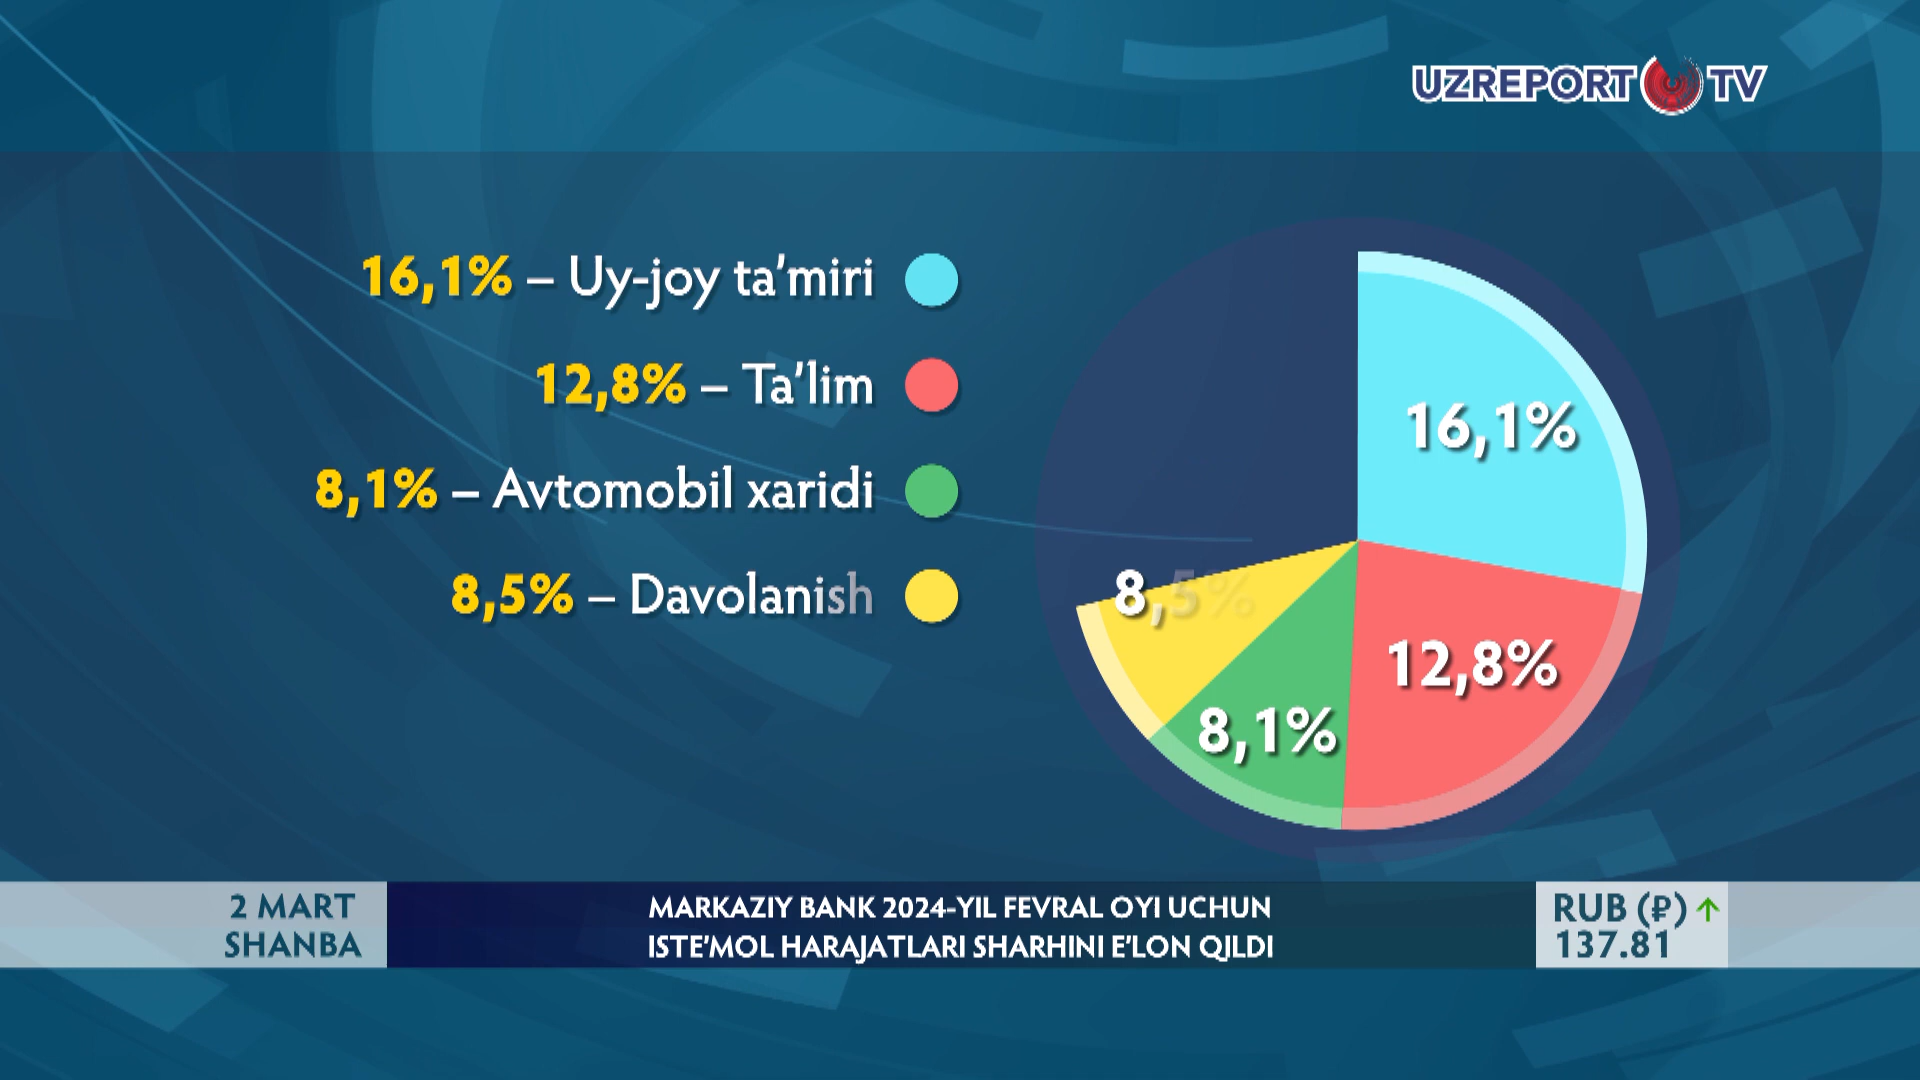 UZREPORT TV
16,1% – Uy-joy ta’miri
12,8% – Ta’lim
8,1% – Avtomobil xaridi
8,5% – Davolanish
16,1%
12,8%
8,1%
8,5%
2 MART
SHANBA
MARKAZIY BANK 2024-YIL FEVRAL OYI UCHUN
ISTE’MOL HARAJATLARI SHARHINI E’LON QILDI
RUB (₽) ↑
137.81